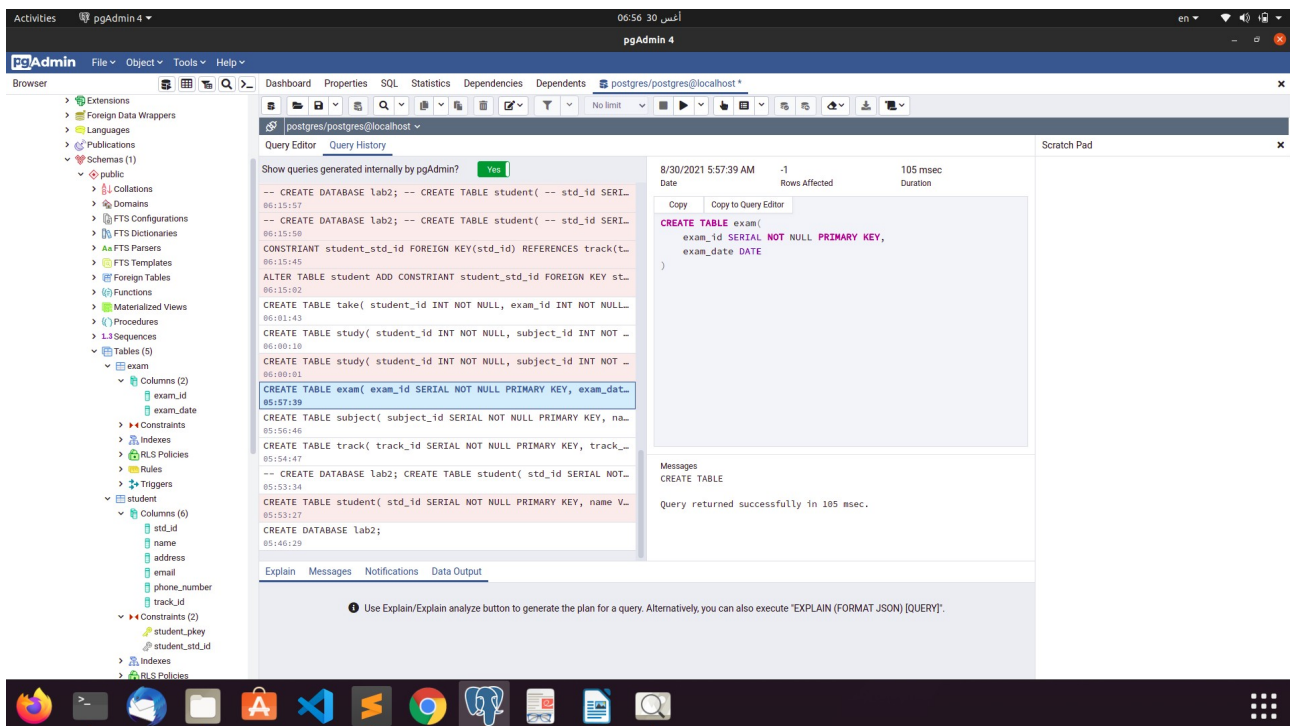 Activities pgAdmin 4 أغس 30 06:56 en
pgAdmin 4
pgAdmin File Object Tools Help
Browser Dashboard Properties SQL Statistics Dependencies Dependents postgres/postgres@localhost *
Extensions
Foreign Data Wrappers
Languages
Publications
Schemas (1)
public
Collations
Domains
FTS Configurations
FTS Dictionaries
Aa FTS Parsers
FTS Templates
Foreign Tables
Functions
Materialized Views
Procedures
1..3 Sequences
Tables (5)
exam
Columns (2)
exam_id
exam_date
Constraints
Indexes
RLS Policies
Rules
Triggers
student
Columns (6)
std_id
name
address
email
phone_number
track_id
Constraints (2)
student_pkey
student_std_id
Indexes
RLS Policies
No limit
postgres/postgres@localhost
Query Editor Query History
Show queries generated internally by pgAdmin? Yes
-- CREATE DATABASE lab2; -- CREATE TABLE student( -- std_id SERI…
06:15:57
-- CREATE DATABASE lab2; -- CREATE TABLE student( -- std_id SERI…
06:15:50
CONSTRIANT student_std_id FOREIGN KEY(std_id) REFERENCES track(t…
06:15:45
ALTER TABLE student ADD CONSTRIANT student_std_id FOREIGN KEY st…
06:15:02
CREATE TABLE take( student_id INT NOT NULL, exam_id INT NOT NULL…
06:01:43
CREATE TABLE study( student_id INT NOT NULL, subject_id INT NOT …
06:00:10
CREATE TABLE study( student_id INT NOT NULL, subject_id INT NOT …
06:00:01
CREATE TABLE exam( exam_id SERIAL NOT NULL PRIMARY KEY, exam_dat…
05:57:39
CREATE TABLE subject( subject_id SERIAL NOT NULL PRIMARY KEY, na…
05:56:46
CREATE TABLE track( track_id SERIAL NOT NULL PRIMARY KEY, track_…
05:54:47
-- CREATE DATABASE lab2; CREATE TABLE student( std_id SERIAL NOT…
05:53:34
CREATE TABLE student( std_id SERIAL NOT NULL PRIMARY KEY, name V…
05:53:27
CREATE DATABASE lab2;
05:46:29
8/30/2021 5:57:39 AM -1 105 msec
Date Rows Affected Duration
Copy Copy to Query Editor
CREATE TABLE exam(
exam_id SERIAL NOT NULL PRIMARY KEY,
exam_date DATE
)
Messages
CREATE TABLE
Query returned successfully in 105 msec.
Scratch Pad
Explain Messages Notifications Data Output
Use Explain/Explain analyze button to generate the plan for a query. Alternatively, you can also execute "EXPLAIN (FORMAT JSON) [QUERY]".